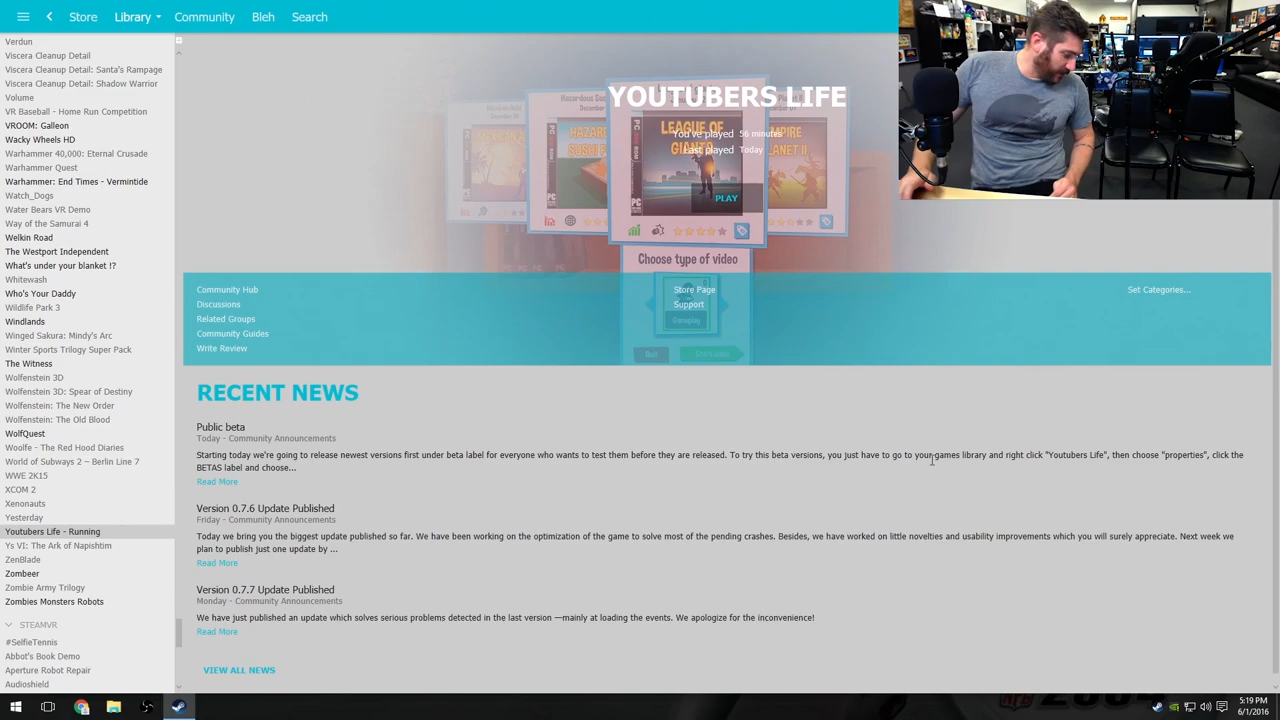 Store Library Community Bleh Search
Verdun
Viscera Cleanup Detail
Viscera Cleanup Detail: Santa's Rampage
Viscera Cleanup Detail: Shadow Warrior
Volume
VR Baseball - Home Run Competition
VROOM: Galleon
Wacky Wheels HD
Warhammer 40,000: Eternal Crusade
Warhammer Quest
Warhammer: End Times - Vermintide
Watch_Dogs
Water Bears VR Demo
Way of the Samurai 4
Welkin Road
The Westport Independent
What's under your blanket !?
Whitewash
Who's Your Daddy
Wildlife Park 3
Windlands
Winged Sakura: Mindy's Arc
Winter Sports Trilogy Super Pack
The Witness
Wolfenstein 3D
Wolfenstein 3D: Spear of Destiny
Wolfenstein: The New Order
Wolfenstein: The Old Blood
WolfQuest
Woolfe - The Red Hood Diaries
World of Subways 2 – Berlin Line 7
WWE 2K15
XCOM 2
Xenonauts
Yesterday
Youtubers Life - Running
Ys VI: The Ark of Napishtim
ZenBlade
Zombeer
Zombie Army Trilogy
Zombies Monsters Robots
STEAMVR
#SelfieTennis
Abbot's Book Demo
Aperture Robot Repair
Audioshield
YOUTUBERS LIFE
You've played 56 minutes
Last played Today
PLAY
LEAGUE OF
GIANTS
Choose type of video
Gameplay
Community Hub
Discussions
Related Groups
Community Guides
Write Review
Store Page
Support
Set Categories...
RECENT NEWS
Public beta
Today - Community Announcements
Starting today we're going to release newest versions first under beta label for everyone who wants to test them before they are released. To try this beta versions, you just have to go to your games library and right click "Youtubers Life", then choose "properties", click the
BETAS label and choose...
Read More
Version 0.7.6 Update Published
Friday - Community Announcements
Today we bring you the biggest update published so far. We have been working on the optimization of the game to solve most of the pending crashes. Besides, we have worked on little novelties and usability improvements which you will surely appreciate. Next week we
plan to publish just one update by ...
Read More
Version 0.7.7 Update Published
Monday - Community Announcements
We have just published an update which solves serious problems detected in the last version —mainly at loading the events. We apologize for the inconvenience!
Read More
VIEW ALL NEWS
5:19 PM
6/1/2016